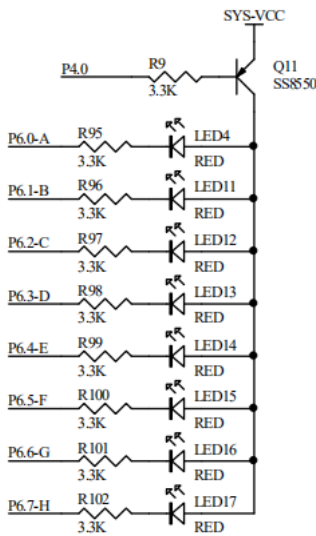 SYS-VCC
R9
Q11
P4.0
3.3K
SS8550
P6.0-A
R95
LED4
3.3K
RED
P6.1-B
R96
LED11
3.3K
RED
P6.2-C
R97
LED12
3.3K
RED
P6.3-D
R98
LED13
3.3K
RED
P6.4-E
R99
LED14
3.3K
RED
P6.5-F
R100
LED15
3.3K
RED
P6.6-G
R101
LED16
3.3K
RED
P6.7-H
R102
LED17
3.3K
RED